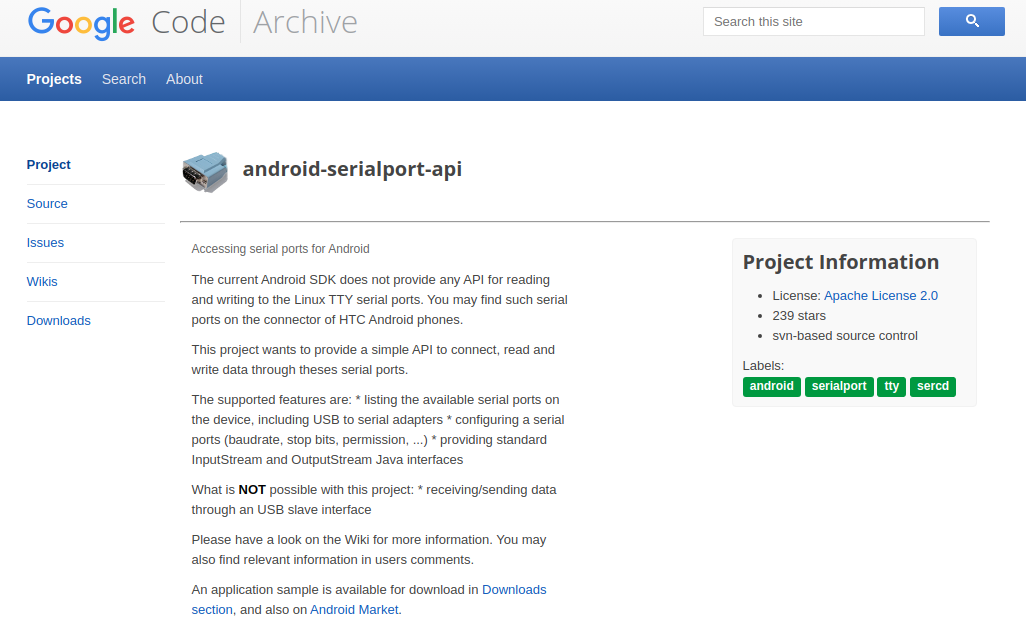 Google Code Archive
Search this site
Projects Search About
Project
Source
Issues
Wikis
Downloads
android-serialport-api
Accessing serial ports for Android
The current Android SDK does not provide any API for reading
and writing to the Linux TTY serial ports. You may find such serial
ports on the connector of HTC Android phones.
This project wants to provide a simple API to connect, read and
write data through theses serial ports.
The supported features are: * listing the available serial ports on
the device, including USB to serial adapters * configuring a serial
ports (baudrate, stop bits, permission, ...) * providing standard
InputStream and OutputStream Java interfaces
What is NOT possible with this project: * receiving/sending data
through an USB slave interface
Please have a look on the Wiki for more information. You may
also find relevant information in users comments.
An application sample is available for download in Downloads
section, and also on Android Market.
Project Information
• License: Apache License 2.0
• 239 stars
• svn-based source control
Labels:
android serialport tty sercd